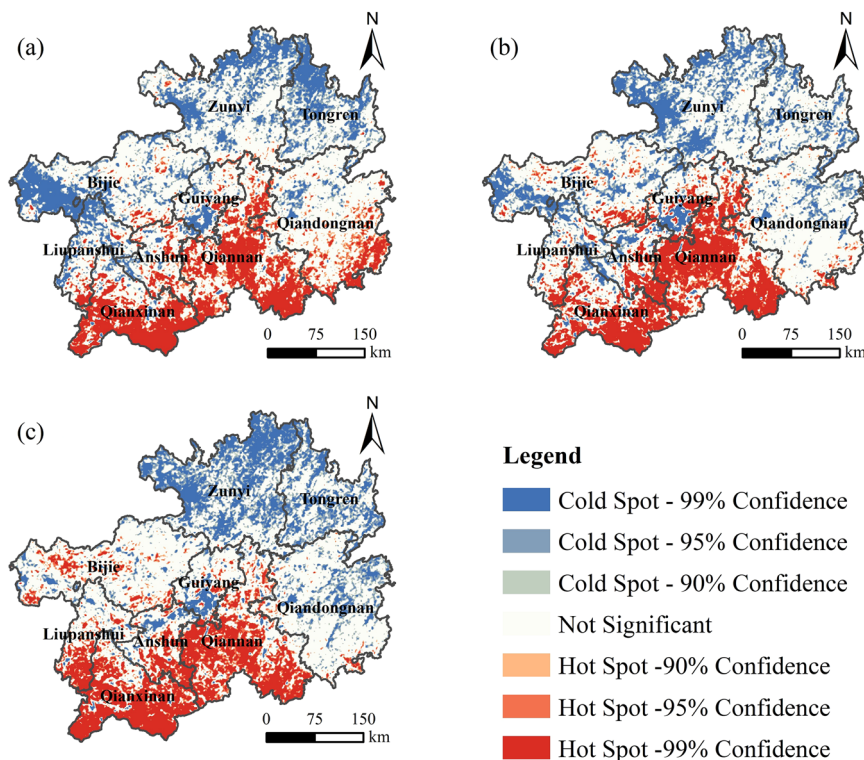 (a)
N
Zunyi
Tongren
Bijie
Guiyang
Qiandongnan
Liupanshui
Anshun
Qiannan
Qianxinan
0 75 150
km
(b)
N
Zunyi
Tongren
Bijie
Guiyang
Qiandongnan
Liupanshui
Anshun
Qiannan
Qianxinan
0 75 150
km
(c)
N
Zunyi
Tongren
Bijie
Guiyang
Qiandongnan
Liupanshui
Anshun
Qiannan
Qianxinan
0 75 150
km
Legend
Cold Spot - 99% Confidence
Cold Spot - 95% Confidence
Cold Spot - 90% Confidence
Not Significant
Hot Spot -90% Confidence
Hot Spot -95% Confidence
Hot Spot -99% Confidence